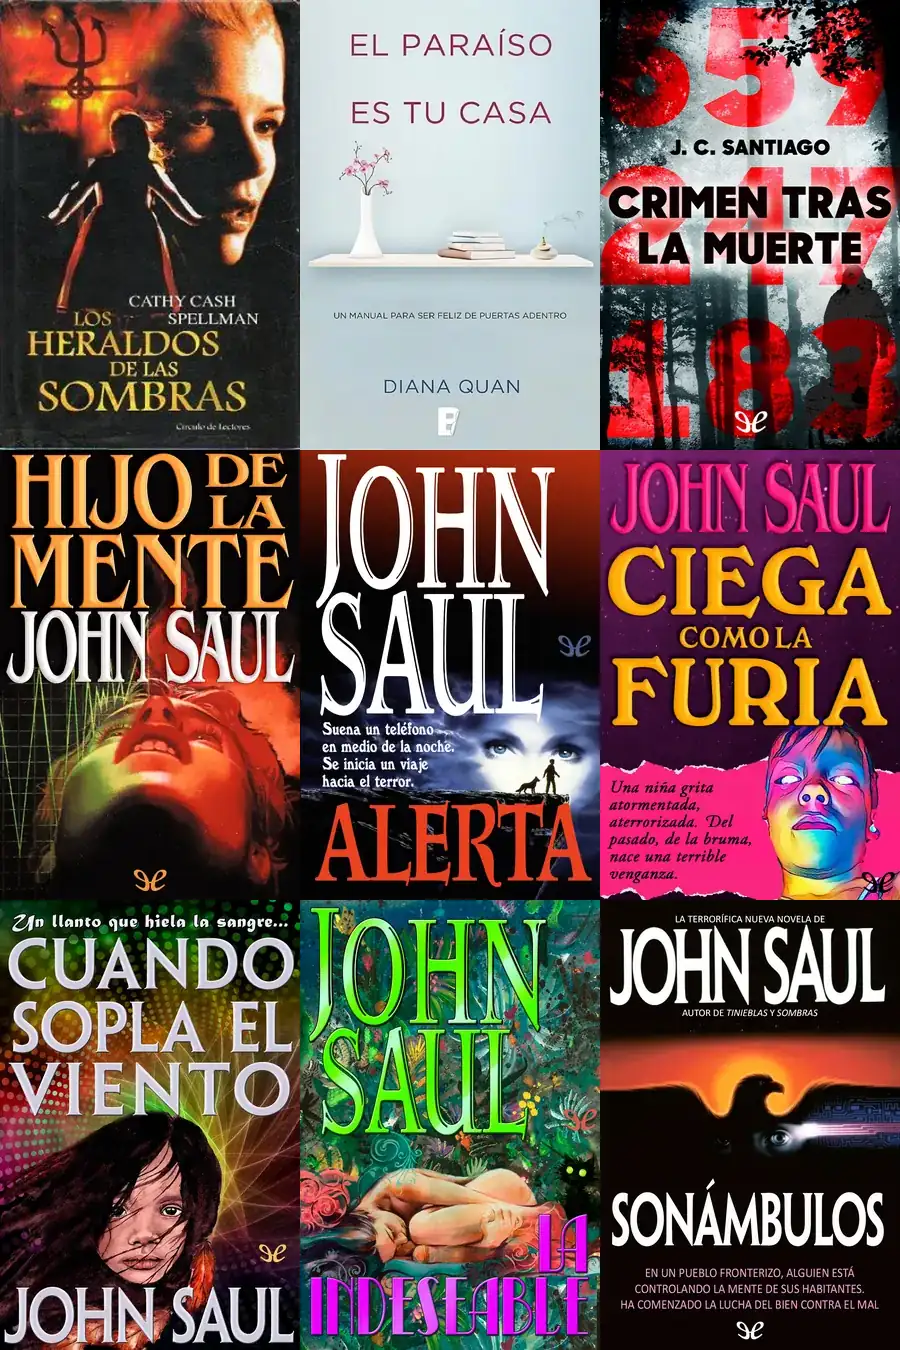 CATHY CASH
SPELLMAN
LOS
HERALDOS
DE LAS
SOMBRAS
Círculo de Lectores
EL PARAÍSO
ES TU CASA
UN MANUAL PARA SER FELIZ DE PUERTAS ADENTRO
DIANA QUAN
B
659
J. C. SANTIAGO
CRIMEN TRAS
LA MUERTE
247
183
HIJO DE
LA
MENTE
JOHN SAUL
JOHN
SAUL
Suena un teléfono
en medio de la noche.
Se inicia un viaje
hacia el terror.
ALERTA
JOHN SAUL
CIEGA
COMO LA
FURIA
Una niña grita
atormentada,
aterrorizada. Del
pasado, de la bruma,
nace una terrible
venganza.
Un llanto que hiela la sangre...
CUANDO
SOPLA EL
VIENTO
JOHN SAUL
JOHN
SAUL
LA
INDESEABLE
LA TERRORÍFICA NUEVA NOVELA DE
JOHN SAUL
AUTOR DE TINIEBLAS Y SOMBRAS
SONÁMBULOS
EN UN PUEBLO FRONTERIZO, ALGUIEN ESTÁ
CONTROLANDO LA MENTE DE SUS HABITANTES.
HA COMENZADO LA LUCHA DEL BIEN CONTRA EL MAL